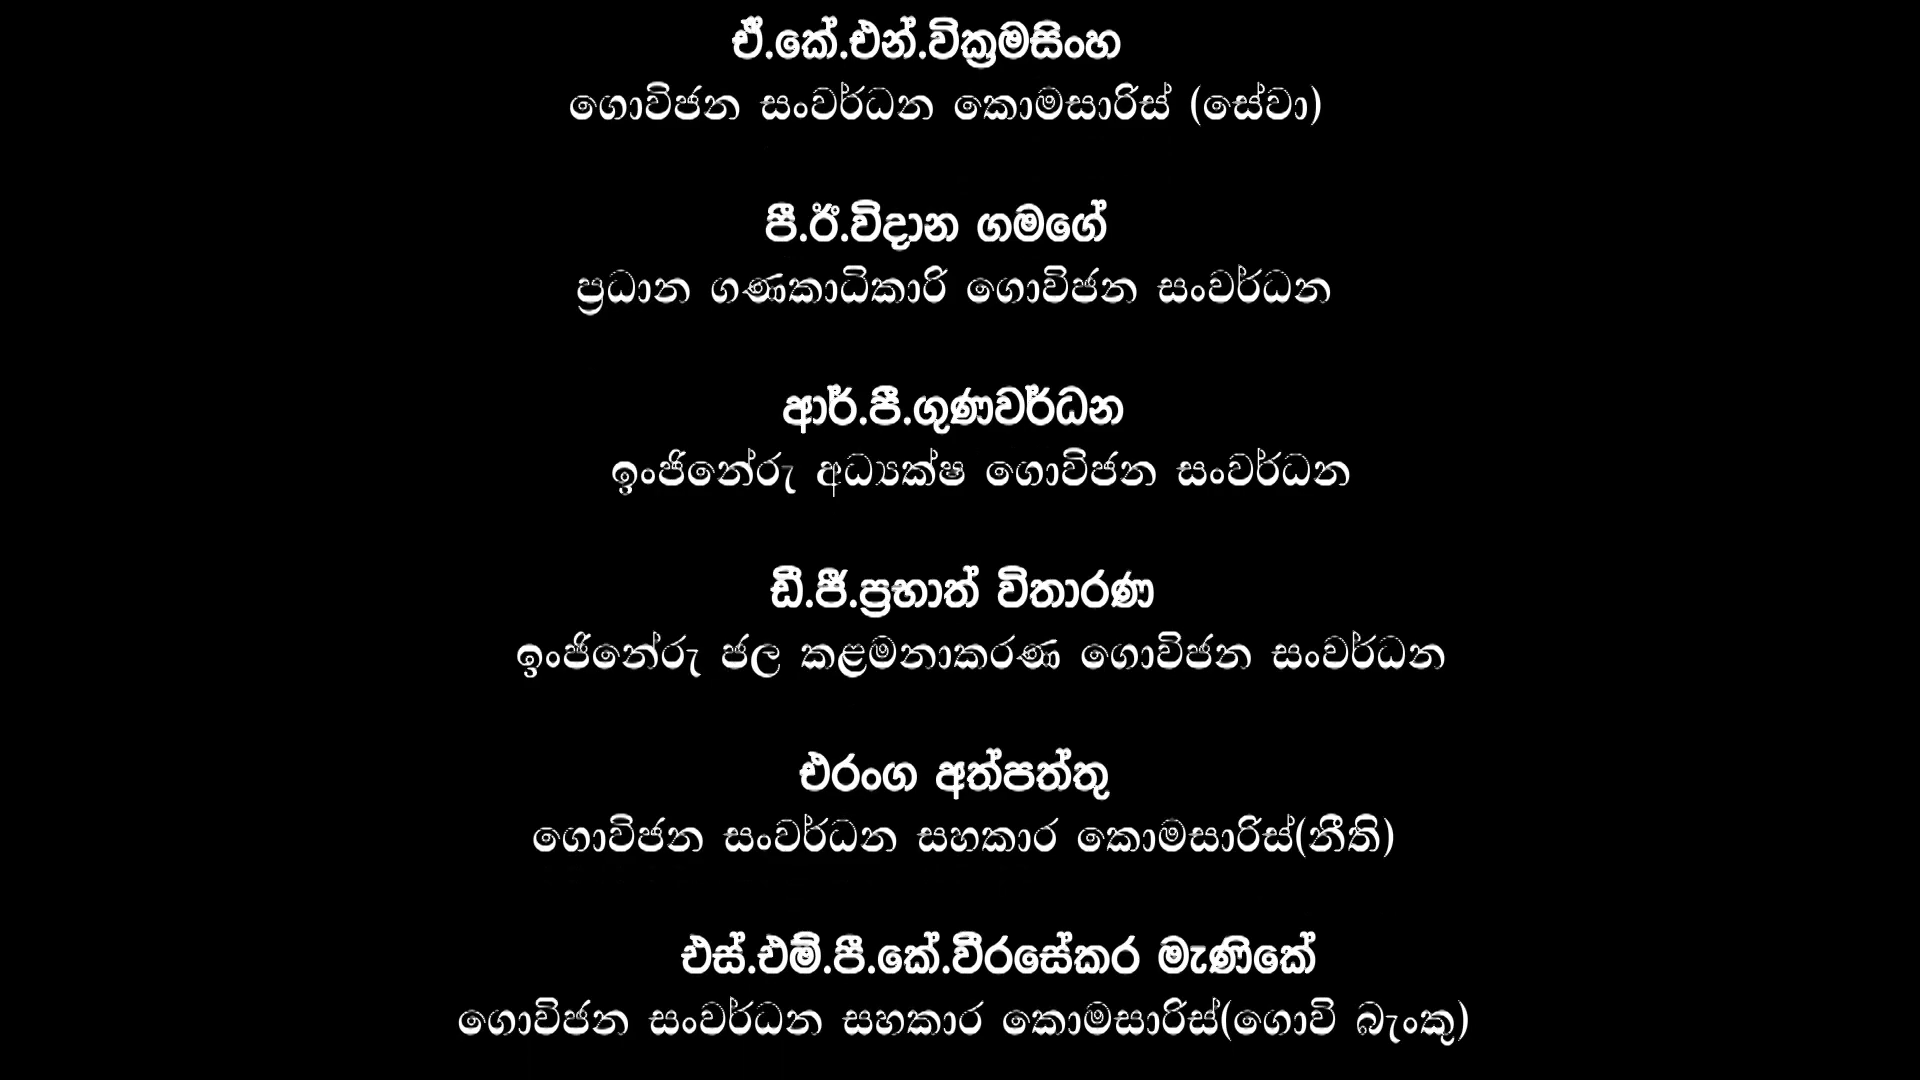 ඒ.කේ.එන්.වික්‍රමසිංහ
ගොවිජන සංවර්ධන කොමසාරිස් (සේවා)
පී.ඊ.විදාන ගමගේ
ප්‍රධාන ගණකාධිකාරි ගොවිජන සංවර්ධන
ආර්.පී.ගුණවර්ධන
ඉංජිනේරු අධ්‍යක්ෂ ගොවිජන සංවර්ධන
ඩී.ජී.ප්‍රභාත් විතාරණ
ඉංජිනේරු ජල කළමනාකරණ ගොවිජන සංවර්ධන
එරංග අත්පත්තු
ගොවිජන සංවර්ධන සහකාර කොමසාරිස්(නීති)
එස්.එම්.පී.කේ.වීරසේකර මැණිකේ
ගොවිජන සංවර්ධන සහකාර කොමසාරිස්(ගොවි බැංකු)